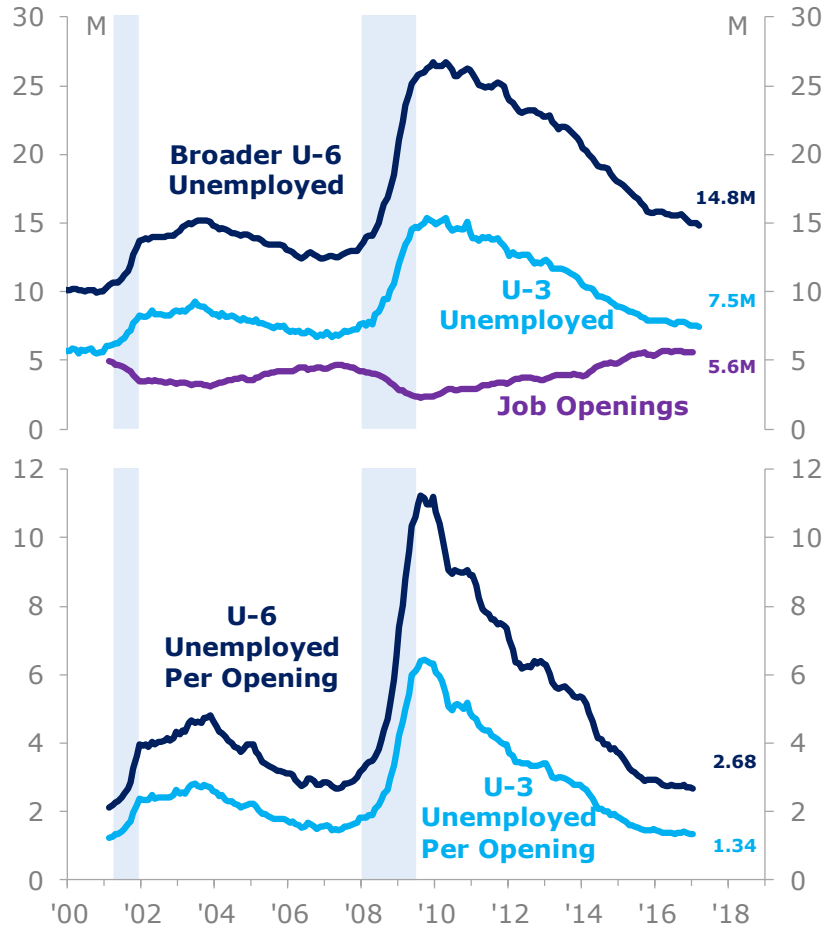 30
M
M
30
25
25
Broader U-6
Unemployed
20
20
14.8M
15
15
U-3
Unemployed
7.5M
10
10
5.6M
5
5
Job Openings
0
0
12
12
10
10
8
8
U-6
Unemployed
Per Opening
6
6
4
4
2.68
U-3
Unemployed
Per Opening
2
2
1.34
0
0
'00
'02
'04
'06
'08
'10
'12
'14
'16
'18